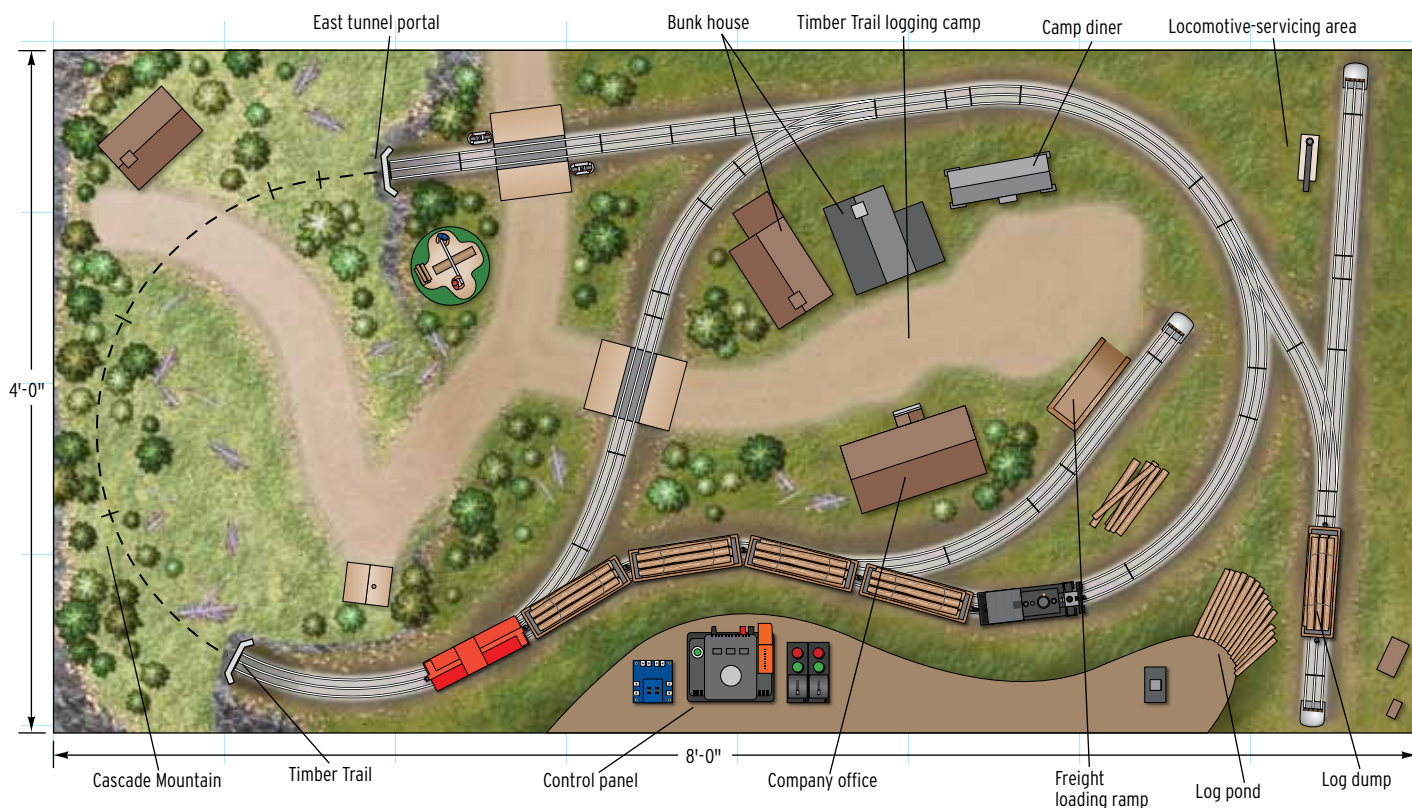 East tunnel portal
Bunk house
Timber Trail logging camp
Camp diner
Locomotive-servicing area
4'-0"
8'-0"
Cascade Mountain
Timber Trail
Control panel
Company office
Freight
loading ramp
Log pond
Log dump